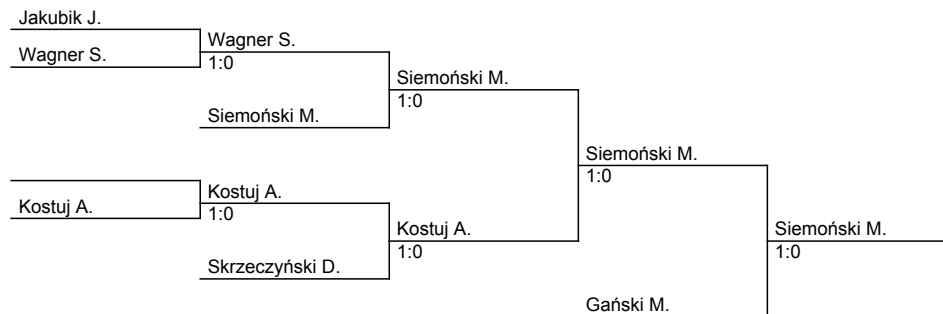 Jakubik J.
Wagner S.
Wagner S.
1:0
Siemoński M.
1:0
Siemoński M.
Siemoński M.
1:0
Kostuj A.
Kostuj A.
1:0
Kostuj A.
1:0
Siemoński M.
1:0
Skrzeczyński D.
Gański M.